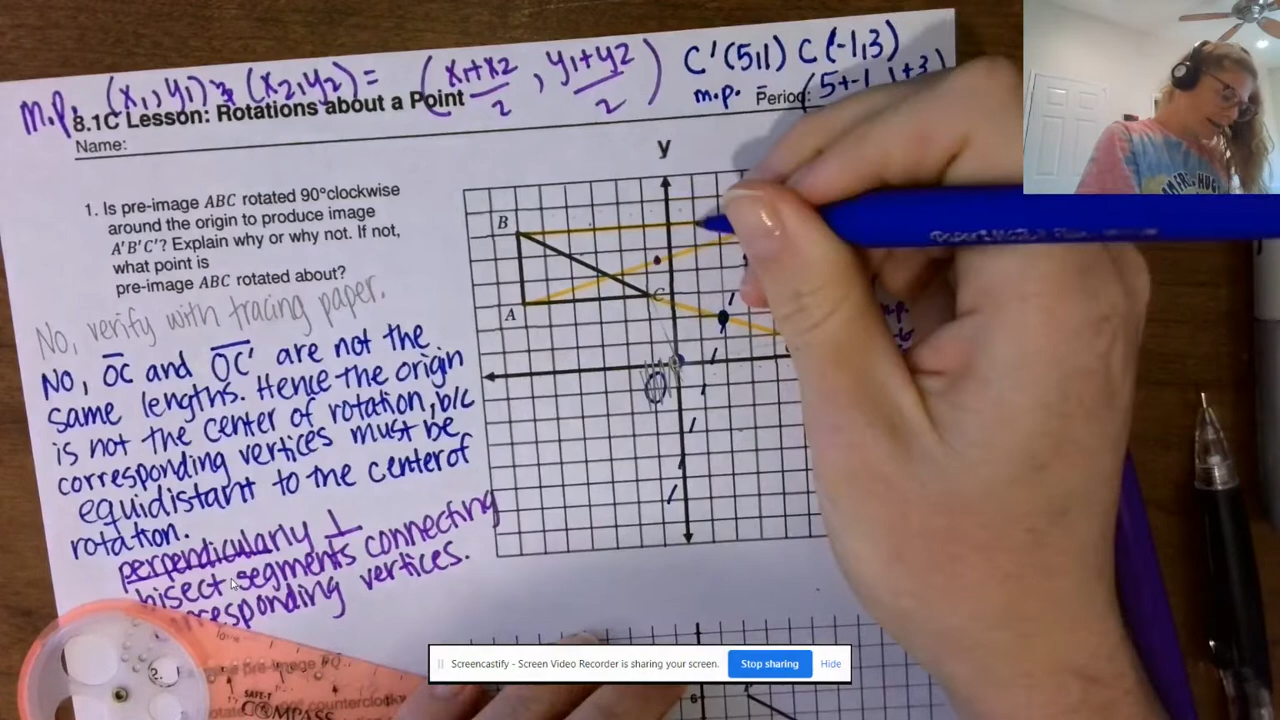 m.p. (x1, y1) & (x2, y2) = (x1+x2/2, y1+y2/2) C'(5,1) C(-1,3)
m.p. = (5+-1, 1+3)
8.1C Lesson: Rotations about a Point
Period:
Name:
y
1. Is pre-image ABC rotated 90° clockwise
around the origin to produce image
A'B'C'? Explain why or why not. If not,
what point is
pre-image ABC rotated about?
No, verify with tracing paper.
No, OC and OC' are not the
same lengths. Hence the origin
is not the center of rotation, b/c
corresponding vertices must be
equidistant to the center of
rotation.
perpendicularly ⊥
bisect segments connecting
corresponding vertices.
B
A
C
m.p.
6
SAFE-T
COMPASS
counterclockw
Screencastify - Screen Video Recorder is sharing your screen.
Stop sharing
Hide